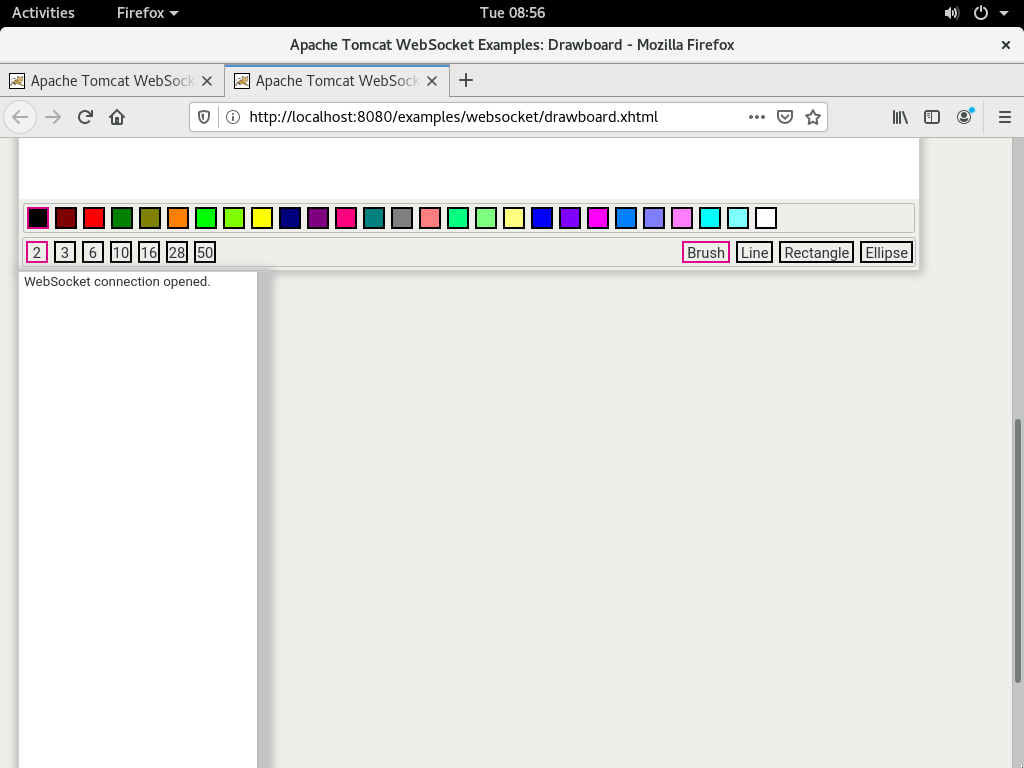 Activities Firefox Tue 08:56
Apache Tomcat WebSocket Examples: Drawboard - Mozilla Firefox
Apache Tomcat WebSock Apache Tomcat WebSock
http://localhost:8080/examples/websocket/drawboard.xhtml
2 3 6 10 16 28 50 Brush Line Rectangle Ellipse
WebSocket connection opened.